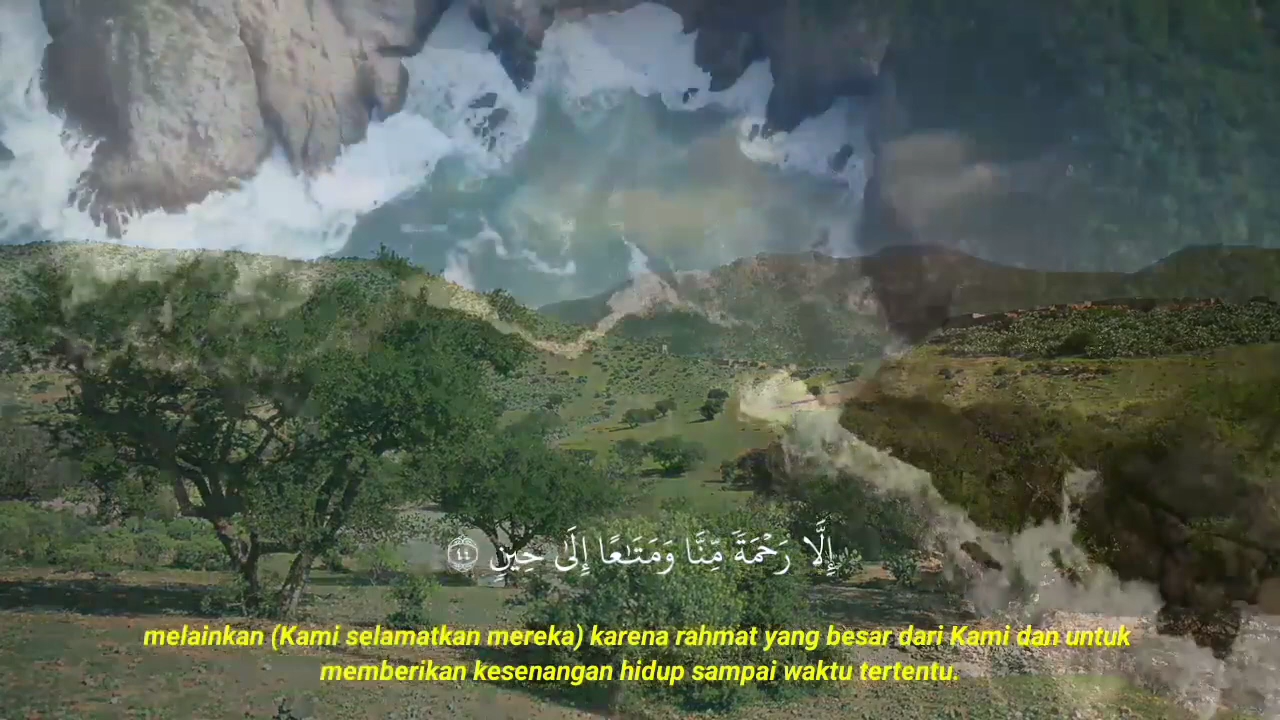 إِلَّا رَحْمَةً مِّنَّا وَمَتَـٰعًا إِلَىٰ حِينٍ ٤٤
melainkan (Kami selamatkan mereka) karena rahmat yang besar dari Kami dan untuk
memberikan kesenangan hidup sampai waktu tertentu.